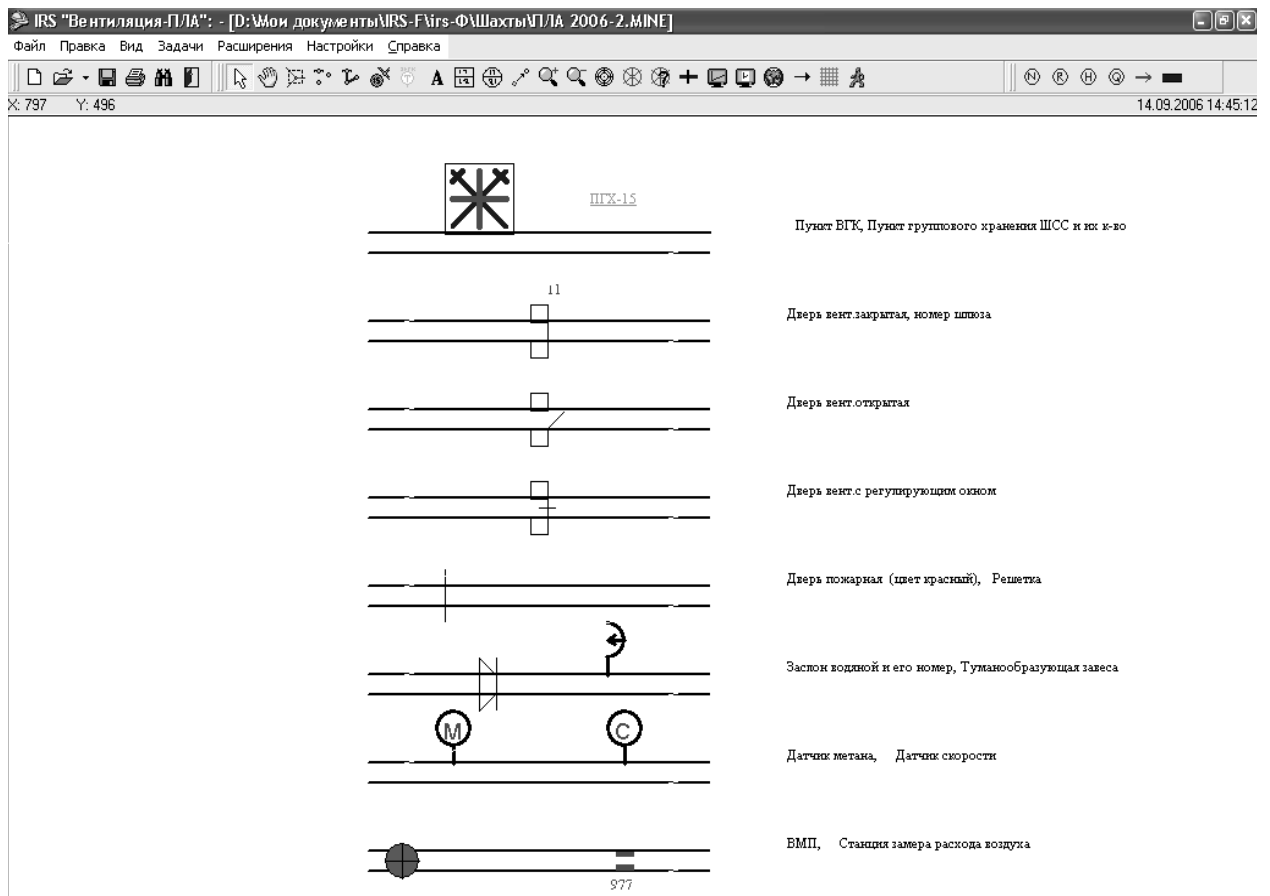 IRS "Вентиляция-ПЛА": - [D:\Мои документы\IRS-F\irs-Ф\Шахты\ПЛА 2006-2.MINE]
Файл Правка Вид Задачи Расширения Настройки Справка
A N R H Q
X: 797 Y: 496 14.09.2006 14:45:12
ПГХ-15
Пункт ВГК, Пункт группового хранения ШСС и их к-во
11
Дверь вент.закрытая, номер шлюза
Дверь вент.открытая
Дверь вент.с регулирующим окном
Дверь пожарная (цвет красный), Решетка
Заслон водяной и его номер, Туманообразующая завеса
М С
Датчик метана, Датчик скорости
ВМП, Станция замера расхода воздуха
977